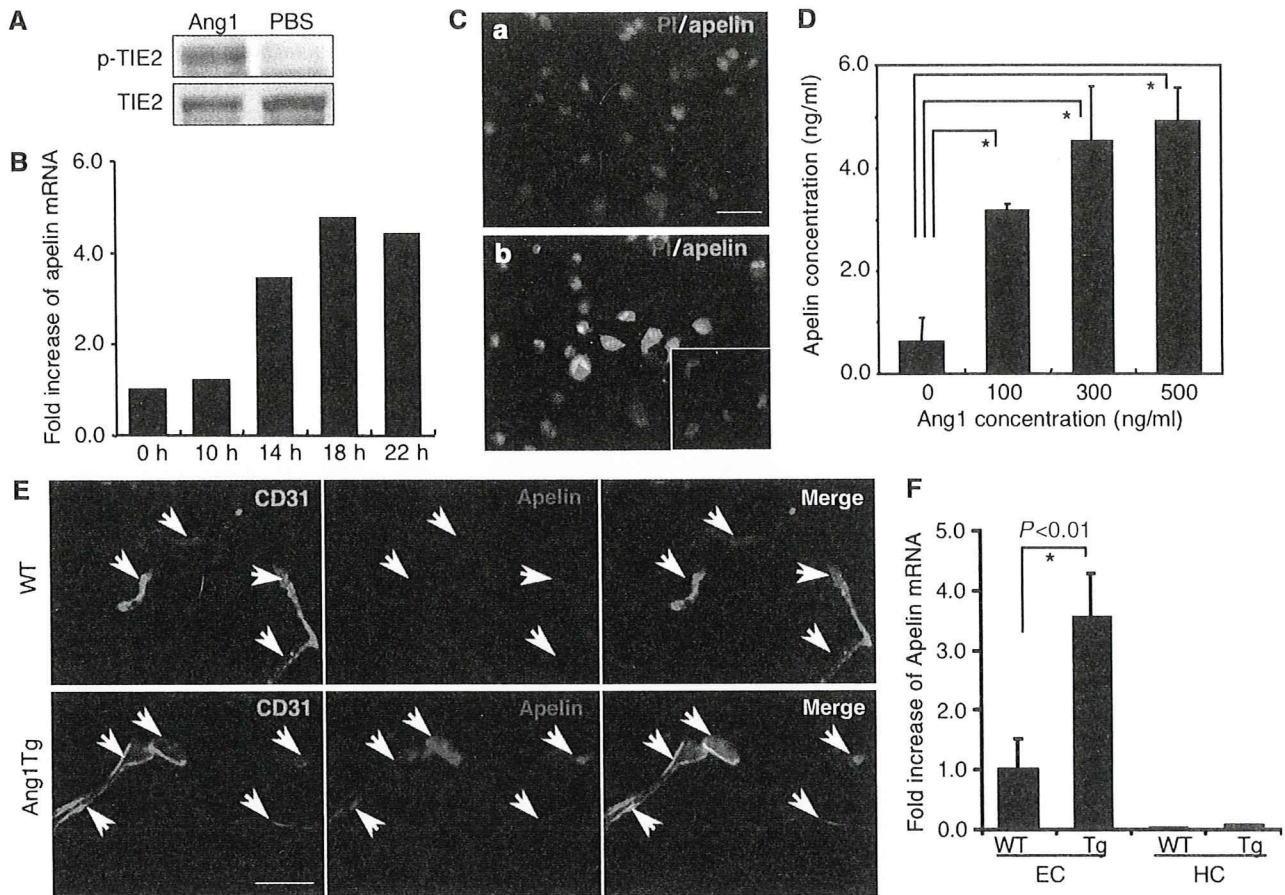 A
Ang1 PBS
p-TIE2
TIE2
B
Fold increase of apelin mRNA
6.0
4.0
2.0
0.0
0 h 10 h 14 h 18 h 22 h
C
a
PI/apelin
b
PI/apelin
D
Apelin concentration (ng/ml)
6.0
4.0
2.0
0.0
*
*
*
0 100 300 500
Ang1 concentration (ng/ml)
E
WT
CD31
Apelin
Merge
Ang1Tg
CD31
Apelin
Merge
F
Fold increase of Apelin mRNA
5.0
4.0
3.0
2.0
1.0
0.0
P<0.01
*
WT Tg WT Tg
EC HC